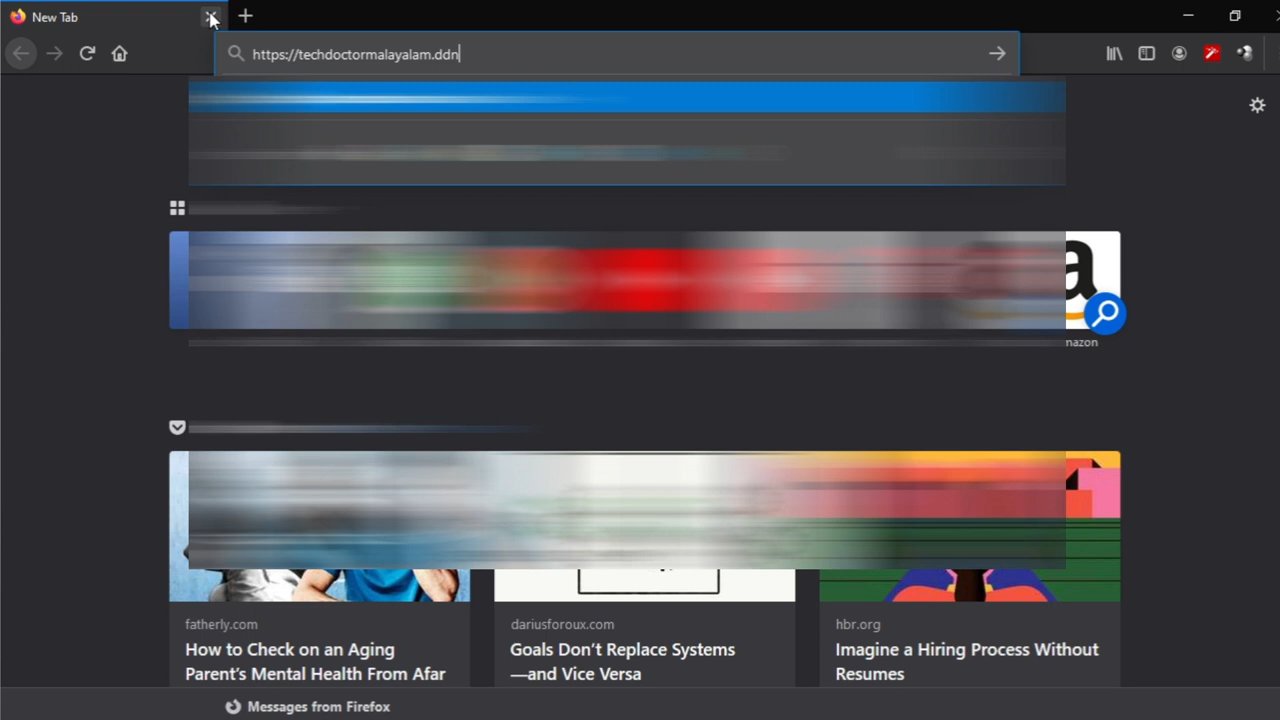 New Tab
https://techdoctormalayalam.ddn
a
mazon
fatherly.com
How to Check on an Aging
Parent's Mental Health From Afar
dariusforoux.com
Goals Don't Replace Systems
—and Vice Versa
hbr.org
Imagine a Hiring Process Without
Resumes
Messages from Firefox